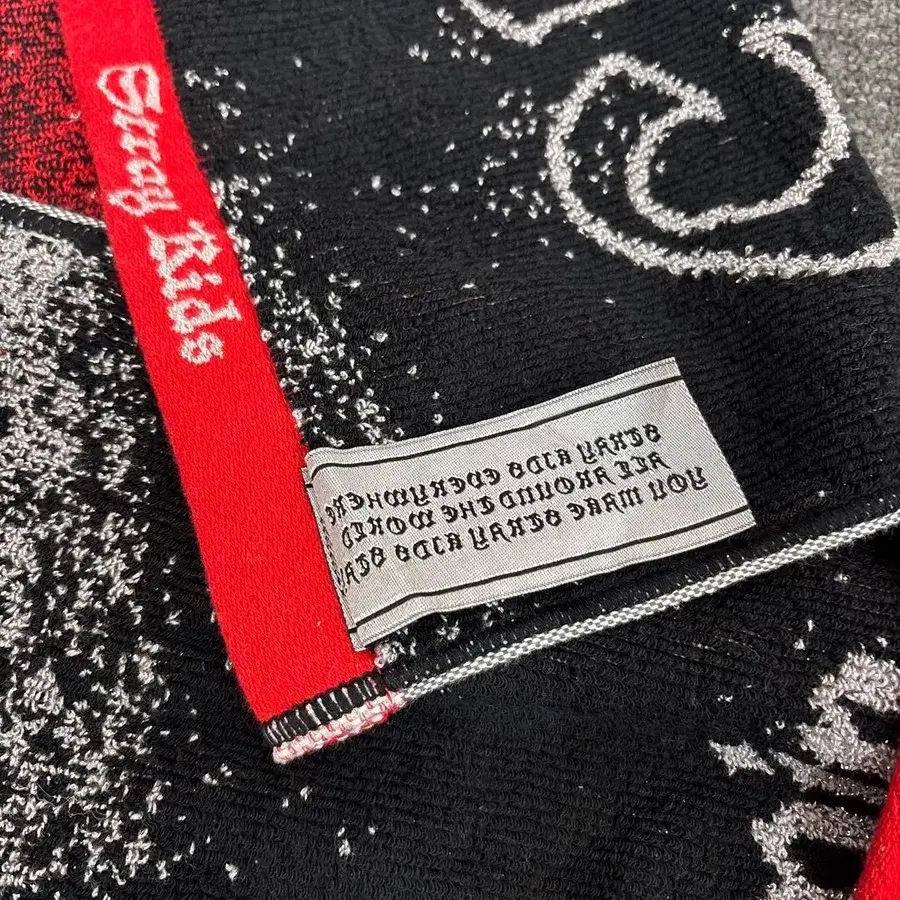 Stray Kids
YOU MAKE STRAY KIDS STAY
ALL AROUND THE WORLD
STRAY KIDS EVERYWHERE